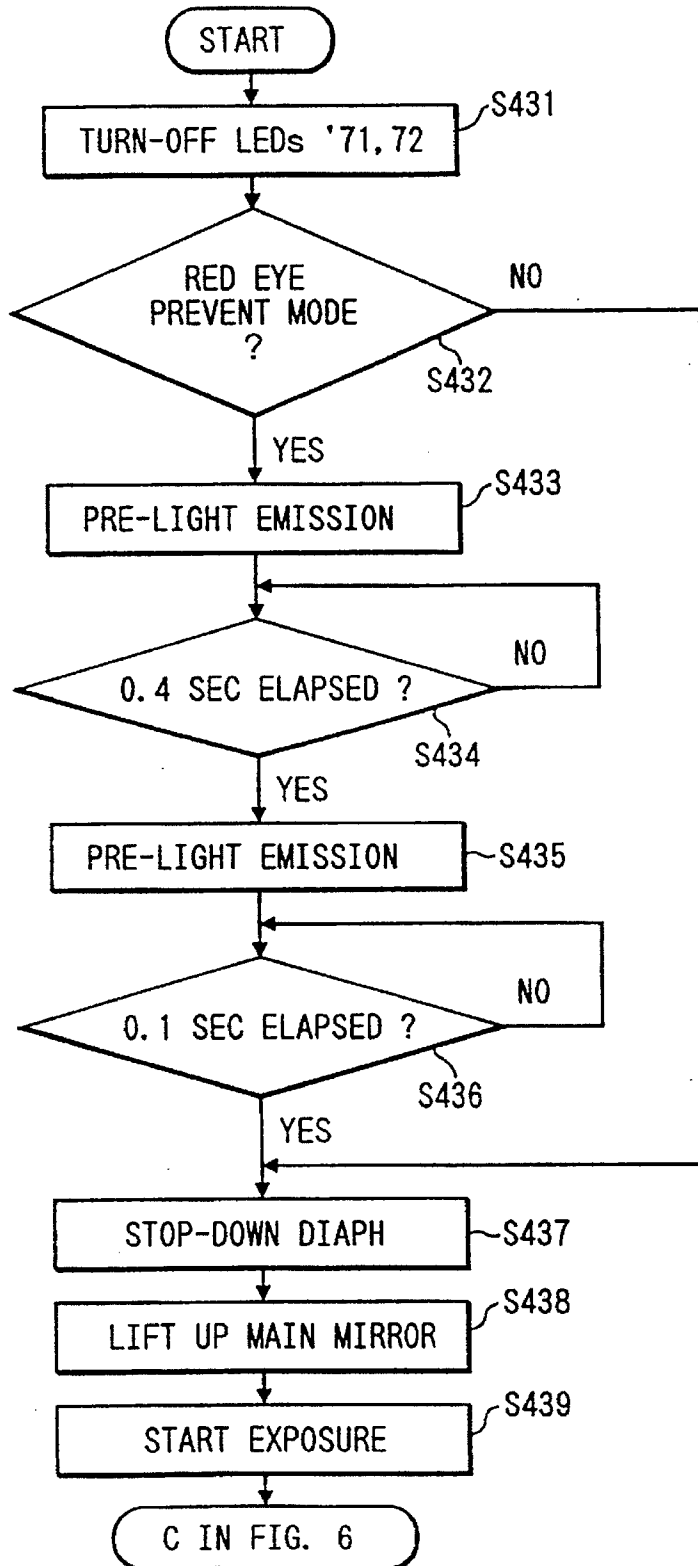 START
S431
TURN-OFF LEDs '71,72
RED EYE
PREVENT MODE
?
NO
S432
YES
S433
PRE-LIGHT EMISSION
0.4 SEC ELAPSED ?
NO
S434
YES
PRE-LIGHT EMISSION
S435
0.1 SEC ELAPSED ?
NO
S436
YES
STOP-DOWN DIAPH
S437
S438
LIFT UP MAIN MIRROR
S439
START EXPOSURE
C IN FIG. 6